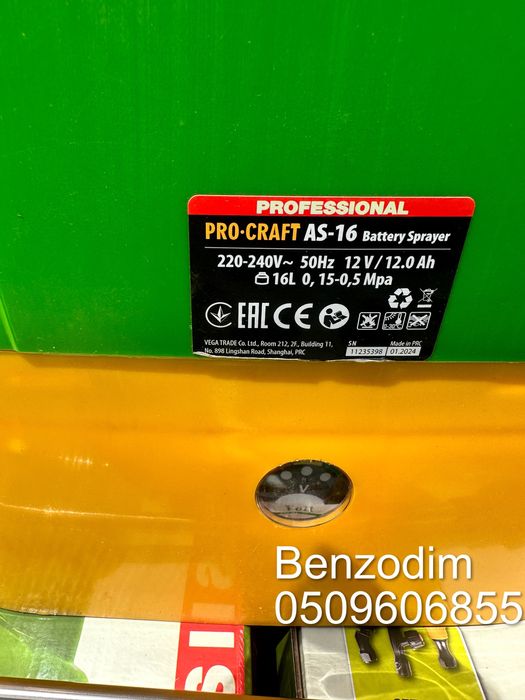 PROFESSIONAL
PRO·CRAFT AS-16 Battery Sprayer
220-240V~ 50Hz 12 V / 12.0 Ah
16L 0, 15-0,5 Mpa
EAC CE
VEGA TRADE Co. Ltd., Room 212, 2F., Building 11,
No. 898 Lingshan Road, Shanghai, PRC
SN Made in PRC
11235398 01.2024
V
Benzodim
0509606855